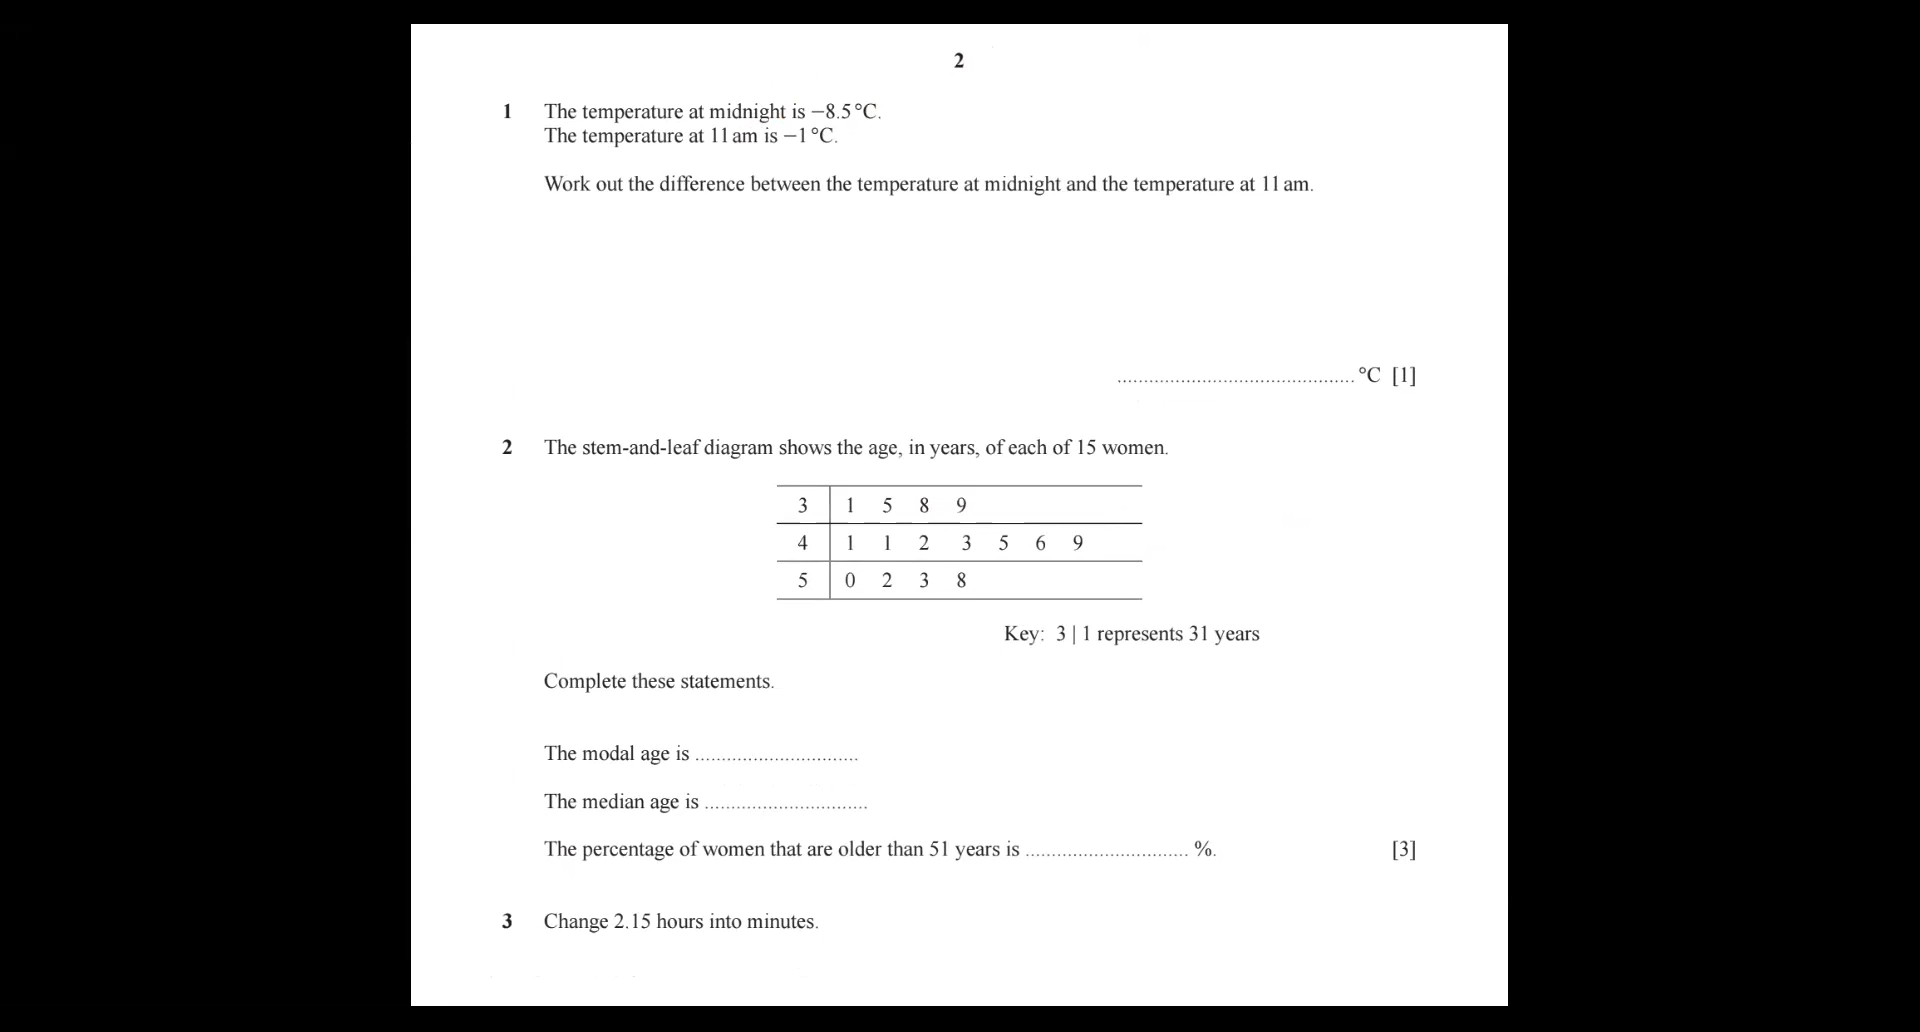 2
1 The temperature at midnight is −8.5 °C.
The temperature at 11 am is −1 °C.
Work out the difference between the temperature at midnight and the temperature at 11 am.
............................................. °C [1]
2 The stem-and-leaf diagram shows the age, in years, of each of 15 women.
3 | 1 5 8 9
4 | 1 1 2 3 5 6 9
5 | 0 2 3 8
Key: 3 | 1 represents 31 years
Complete these statements.
The modal age is ...............................
The median age is ...............................
The percentage of women that are older than 51 years is ............................... %. [3]
3 Change 2.15 hours into minutes.